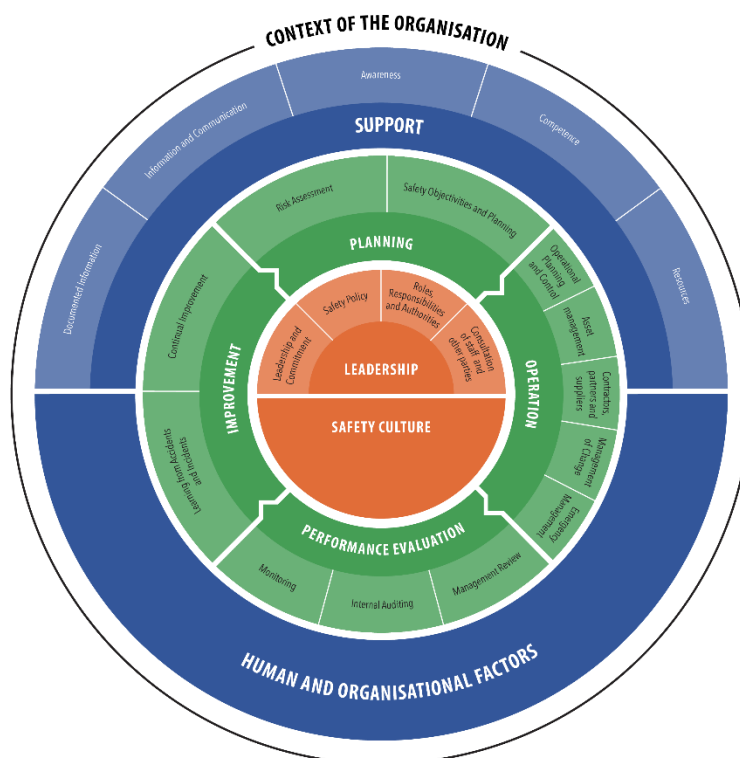 CONTEXT OF THE ORGANISATION
Documented Information
Information and Communication
Awareness
Competence
Resources
SUPPORT
Risk Assessment
Safety Objectivities and Planning
PLANNING
Operational
Planning
and Control
Asset
management
Contractors,
partners and
suppliers
Management
of Change
Emergency
Management
OPERATION
Continual Improvement
Learning from Accidents
and Incidents
IMPROVEMENT
Leadership and
Commitment
Safety Policy
Roles,
Responsibilities
and Authorities
Consultation
of staff and
other parties
LEADERSHIP
SAFETY CULTURE
PERFORMANCE EVALUATION
Monitoring
Internal Auditing
Management Review
HUMAN AND ORGANISATIONAL FACTORS